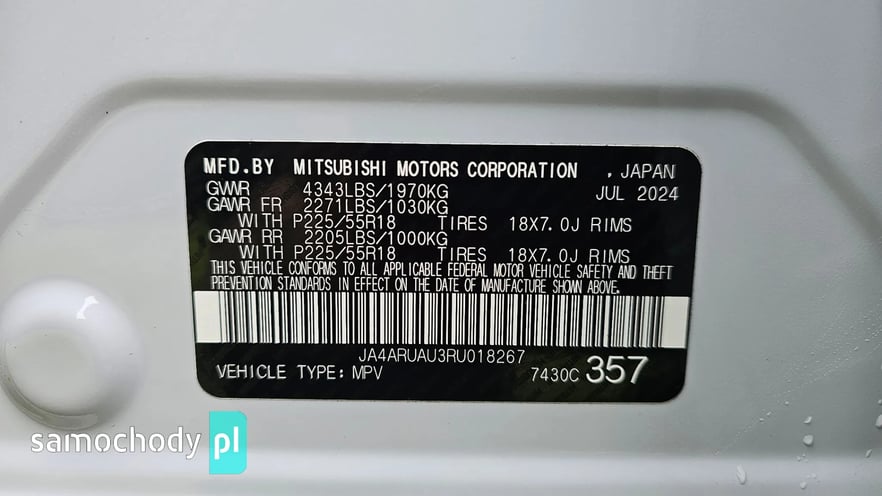 MFD.BY MITSUBISHI MOTORS CORPORATION , JAPAN
GVWR 4343LBS/1970KG JUL 2024
GAWR FR 2271LBS/1030KG
WITH P225/55R18 TIRES 18X7.0J RIMS
GAWR RR 2205LBS/1000KG
WITH P225/55R18 TIRES 18X7.0J RIMS
THIS VEHICLE CONFORMS TO ALL APPLICABLE FEDERAL MOTOR VEHICLE SAFETY AND THEFT
PREVENTION STANDARDS IN EFFECT ON THE DATE OF MANUFACTURE SHOWN ABOVE.
JA4ARUAU3RU018267
VEHICLE TYPE: MPV 7430C 357
samochody pl